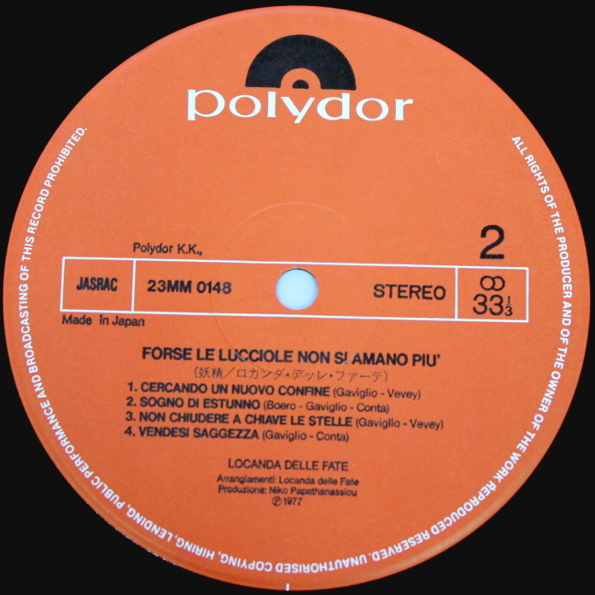 polydor
ALL RIGHTS OF THE PRODUCER AND OF THE OWNER OF THE WORK REPRODUCED RESERVED. UNAUTHORISED COPYING, HIRING, LENDING, PUBLIC PERFORMANCE AND BROADCASTING OF THIS RECORD PROHIBITED.
2
Polydor K.K.,
JASRAC 23MM 0148 STEREO 33 1/3
Made in Japan
FORSE LE LUCCIOLE NON SI AMANO PIU'
(妖精/ロカンダ・デッレ・ファーテ)
1. CERCANDO UN NUOVO CONFINE (Gaviglio - Vevey)
2. SOGNO DI ESTUNNO (Boero - Gaviglio - Conta)
3. NON CHIUDERE A CHIAVE LE STELLE (Gaviglio - Vevey)
4. VENDESI SAGGEZZA (Gaviglio - Conta)
LOCANDA DELLE FATE
Arrangiamenti: Locanda delle Fate
Produzione: Niko Papathanassiou
℗1977